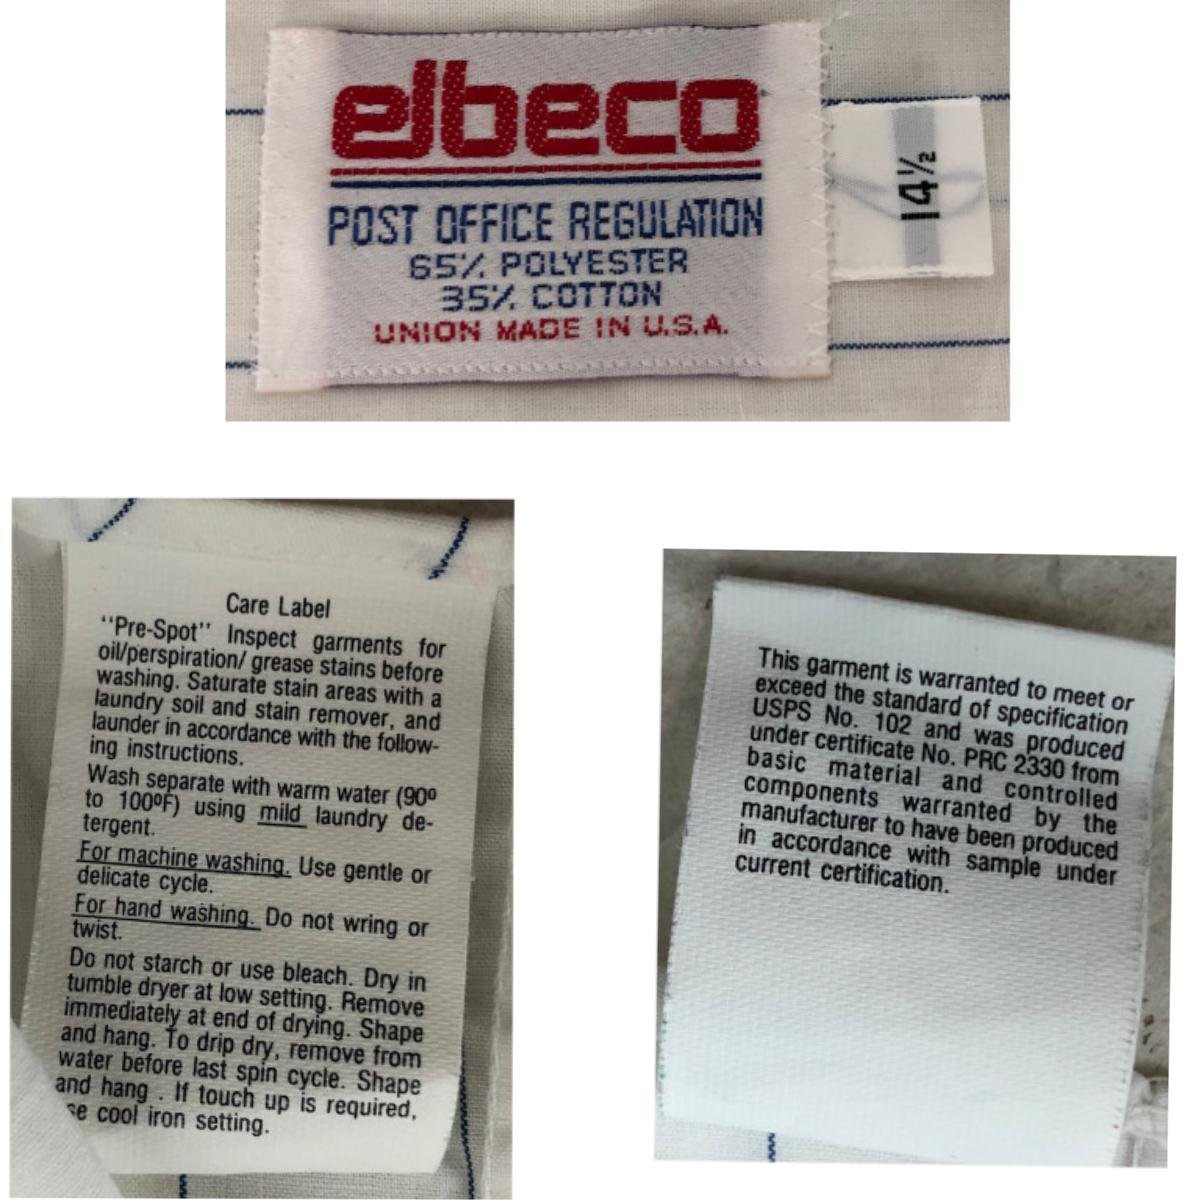 elbeco
POST OFFICE REGULATION
65% POLYESTER
35% COTTON
UNION MADE IN U.S.A.
14½
Care Label
"Pre-Spot" Inspect garments for
oil/perspiration/ grease stains before
washing. Saturate stain areas with a
laundry soil and stain remover, and
launder in accordance with the follow-
ing instructions.
Wash separate with warm water (90º
to 100ºF) using mild laundry de-
tergent.
For machine washing. Use gentle or
delicate cycle.
For hand washing. Do not wring or
twist.
Do not starch or use bleach. Dry in
tumble dryer at low setting. Remove
immediately at end of drying. Shape
and hang. To drip dry, remove from
water before last spin cycle. Shape
and hang . If touch up is required,
se cool iron setting.
This garment is warranted to meet or
exceed the standard of specification
USPS No. 102 and was produced
under certificate No. PRC 2330 from
basic material and controlled
components warranted by the
manufacturer to have been produced
in accordance with sample under
current certification.